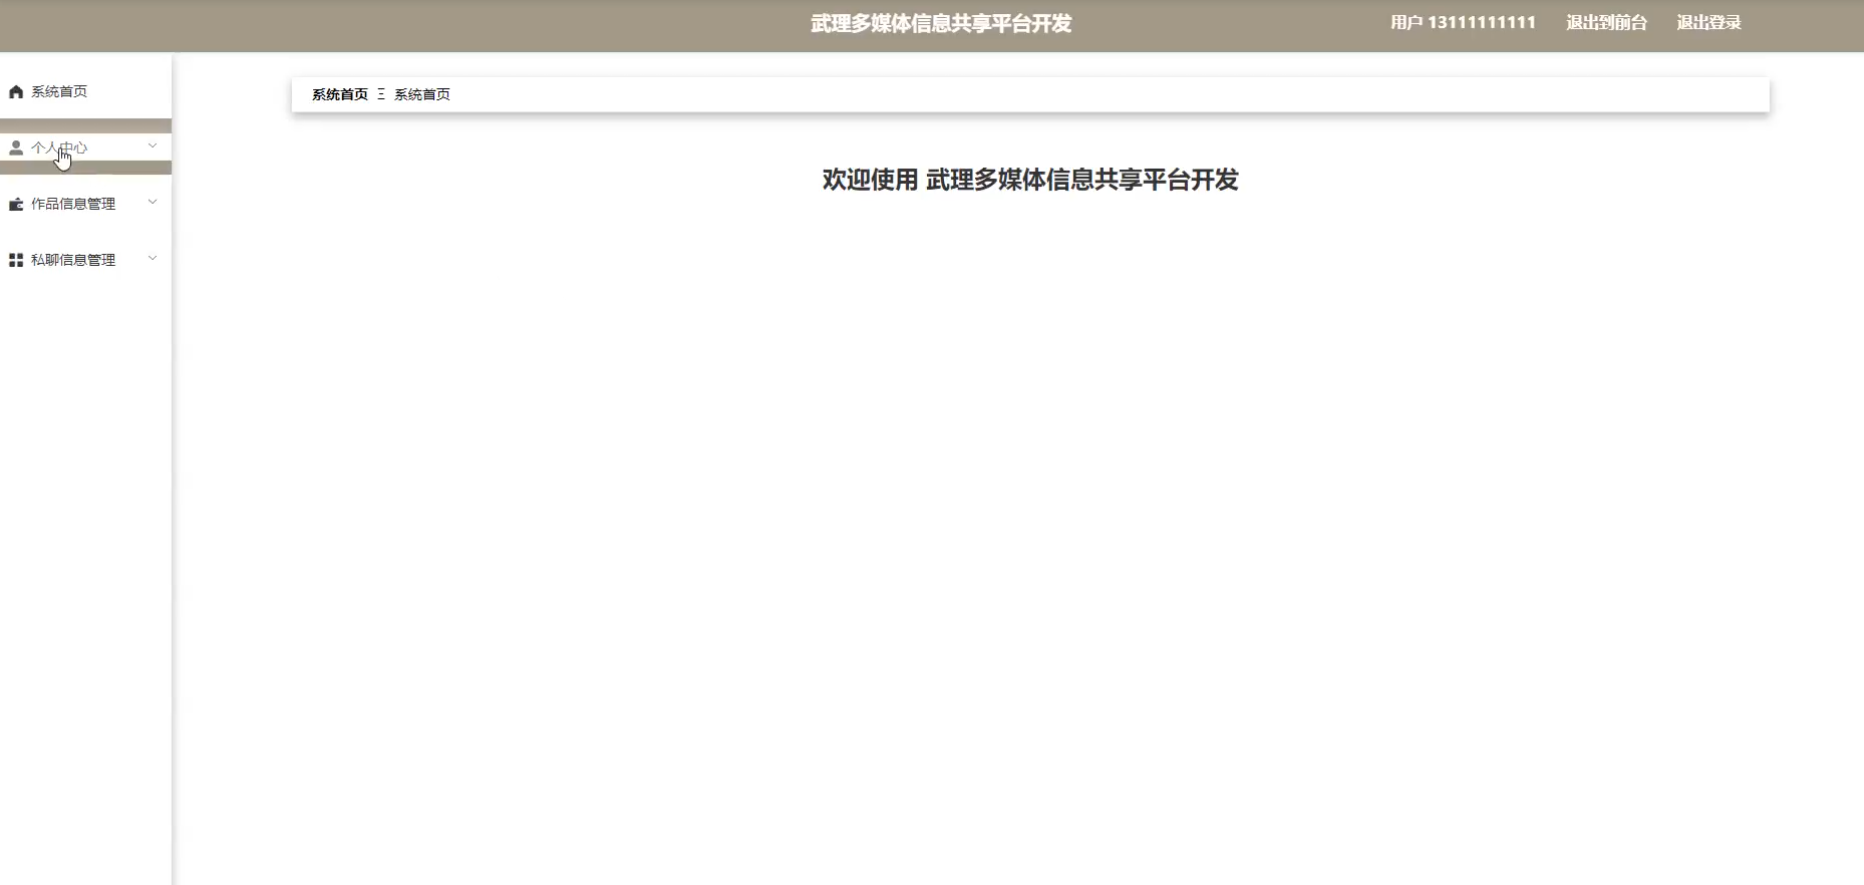 武理多媒体信息共享平台开发
用户 13111111111 退出到前台 退出登录
系统首页
系统首页 Ξ 系统首页
个人中心
欢迎使用 武理多媒体信息共享平台开发
作品信息管理
私聊信息管理